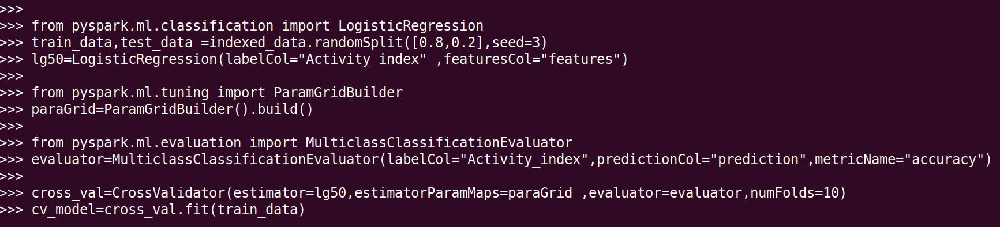 >>>
>>> from pyspark.ml.classification import LogisticRegression
>>> train_data,test_data =indexed_data.randomSplit([0.8,0.2],seed=3)
>>> lg50=LogisticRegression(labelCol="Activity_index" ,featuresCol="features")
>>>
>>> from pyspark.ml.tuning import ParamGridBuilder
>>> paraGrid=ParamGridBuilder().build()
>>>
>>> from pyspark.ml.evaluation import MulticlassClassificationEvaluator
>>> evaluator=MulticlassClassificationEvaluator(labelCol="Activity_index",predictionCol="prediction",metricName="accuracy")
>>>
>>> cross_val=CrossValidator(estimator=lg50,estimatorParamMaps=paraGrid ,evaluator=evaluator,numFolds=10)
>>> cv_model=cross_val.fit(train_data)